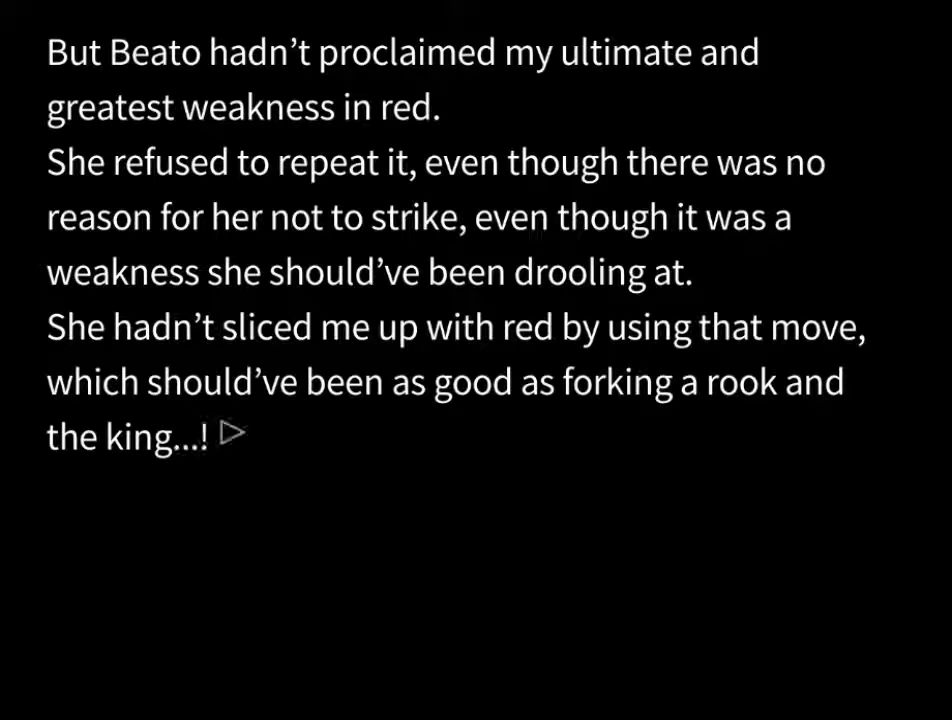 But Beato hadn’t proclaimed my ultimate and
greatest weakness in red.
She refused to repeat it, even though there was no
reason for her not to strike, even though it was a
weakness she should’ve been drooling at.
She hadn’t sliced me up with red by using that move,
which should’ve been as good as forking a rook and
the king...!